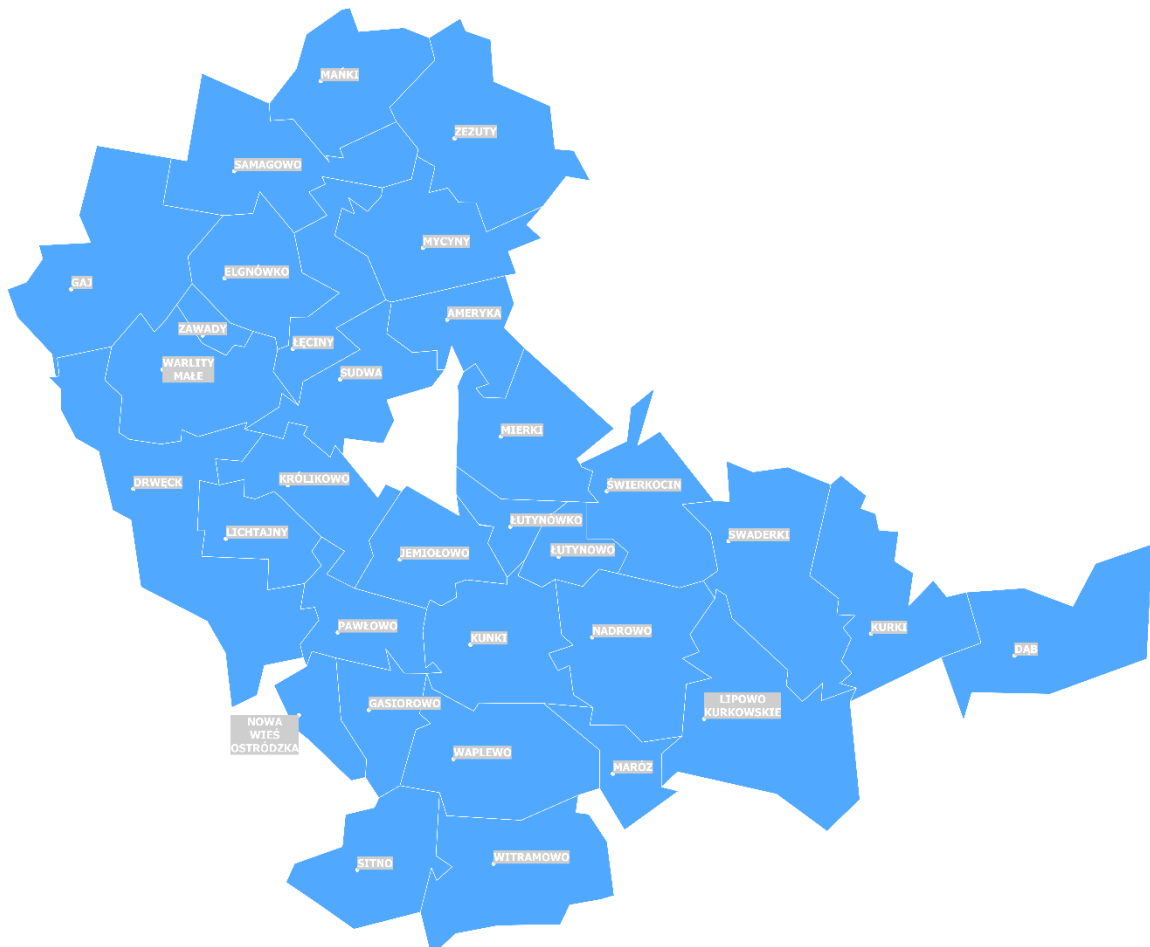 MAŃKI
ZEZUTY
SAMAGOWO
MYCYNY
ELGNÓWKO
GAJ
AMERYKA
ZAWADY
ŁĘCINY
WARLITY
MAŁE
SUDWA
MIERKI
KRÓLIKOWO
DRWĘCK
ŚWIERKOCIN
ŁUTYNÓWKO
LICHTAJNY
SWADERKI
JEMIOŁOWO
ŁUTYNOWO
PAWŁOWO
NADROWO
KURKI
KUNKI
DĄB
LIPOWO
KURKOWSKIE
GASIOROWO
NOWA
WIEŚ
OSTRÓDZKA
WAPLEWO
MARÓZ
SITNO
WITRAMOWO